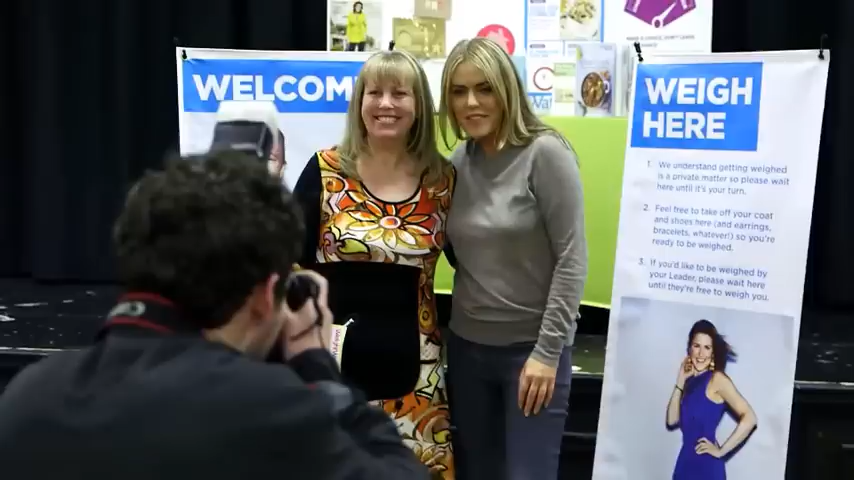 WELCOM
WEIGH
HERE
1. We understand getting weighed
is a private matter so please wait
here until it's your turn.
2. Feel free to take off your coat
and shoes here (and earrings,
bracelets, whatever!) so you're
ready to be weighed.
3. If you'd like to be weighed by
your Leader, please wait here
until they're free to weigh you.